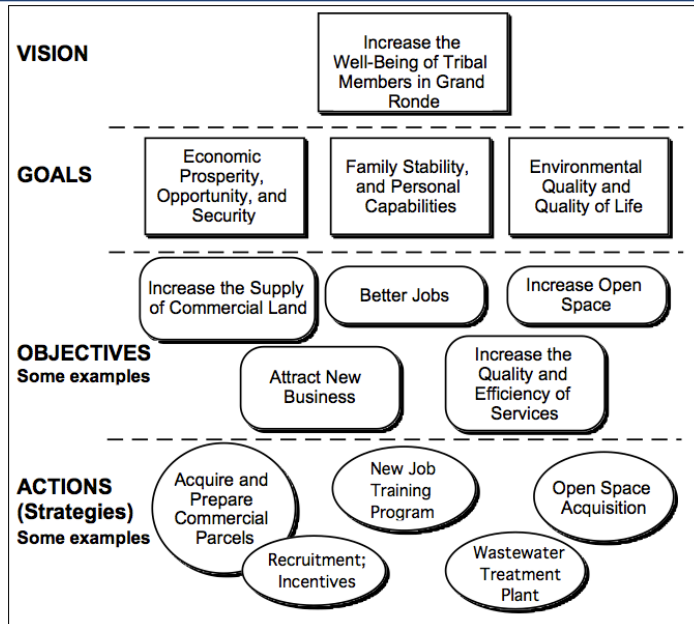 VISION
Increase the
Well-Being of Tribal
Members in Grand
Ronde
GOALS
Economic
Prosperity,
Opportunity, and
Security
Family Stability,
and Personal
Capabilities
Environmental
Quality and
Quality of Life
Increase the Supply
of Commercial Land
Better Jobs
Increase Open
Space
OBJECTIVES
Some examples
Attract New
Business
Increase the
Quality and
Efficiency of
Services
ACTIONS
(Strategies)
Some examples
Acquire and
Prepare
Commercial
Parcels
New Job
Training
Program
Open Space
Acquisition
Recruitment;
Incentives
Wastewater
Treatment
Plant